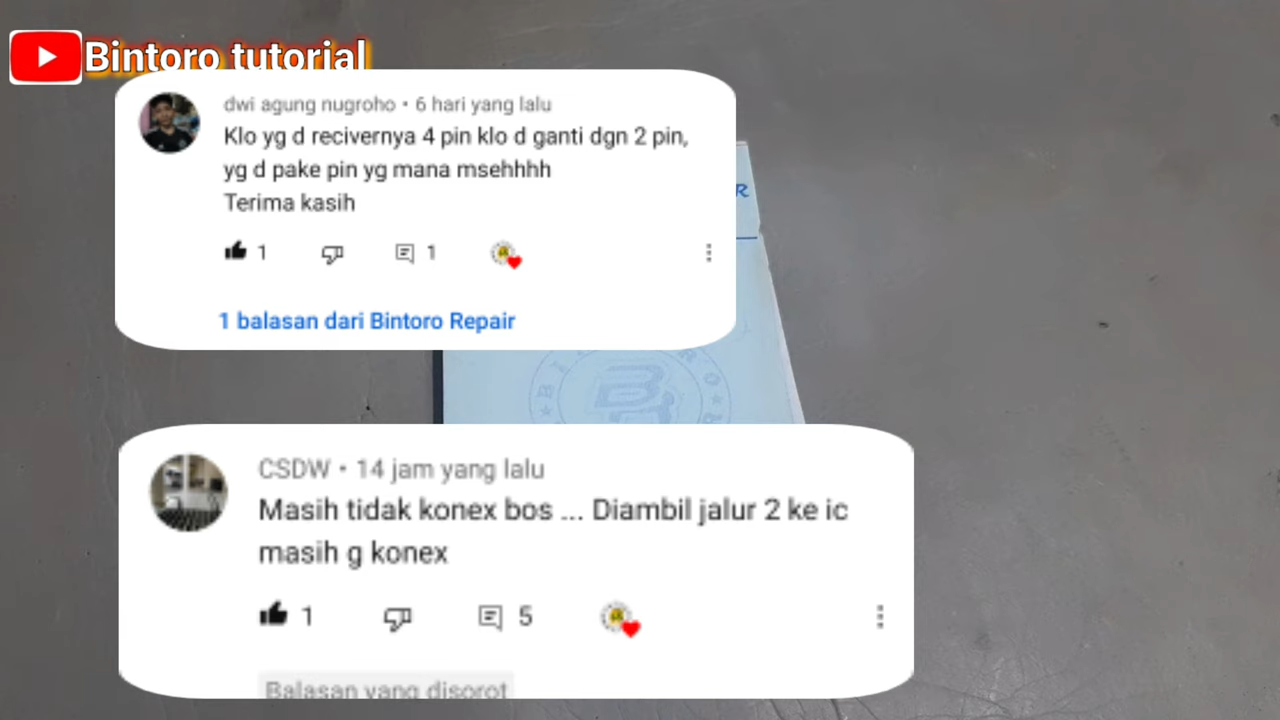 Bintoro tutorial
dwi agung nugroho • 6 hari yang lalu
Klo yg d recivernya 4 pin klo d ganti dgn 2 pin,
yg d pake pin yg mana msehhhh
Terima kasih
1
1
1 balasan dari Bintoro Repair
R
CSDW • 14 jam yang lalu
Masih tidak konex bos ... Diambil jalur 2 ke ic
masih g konex
1
5
Balasan yang disorot